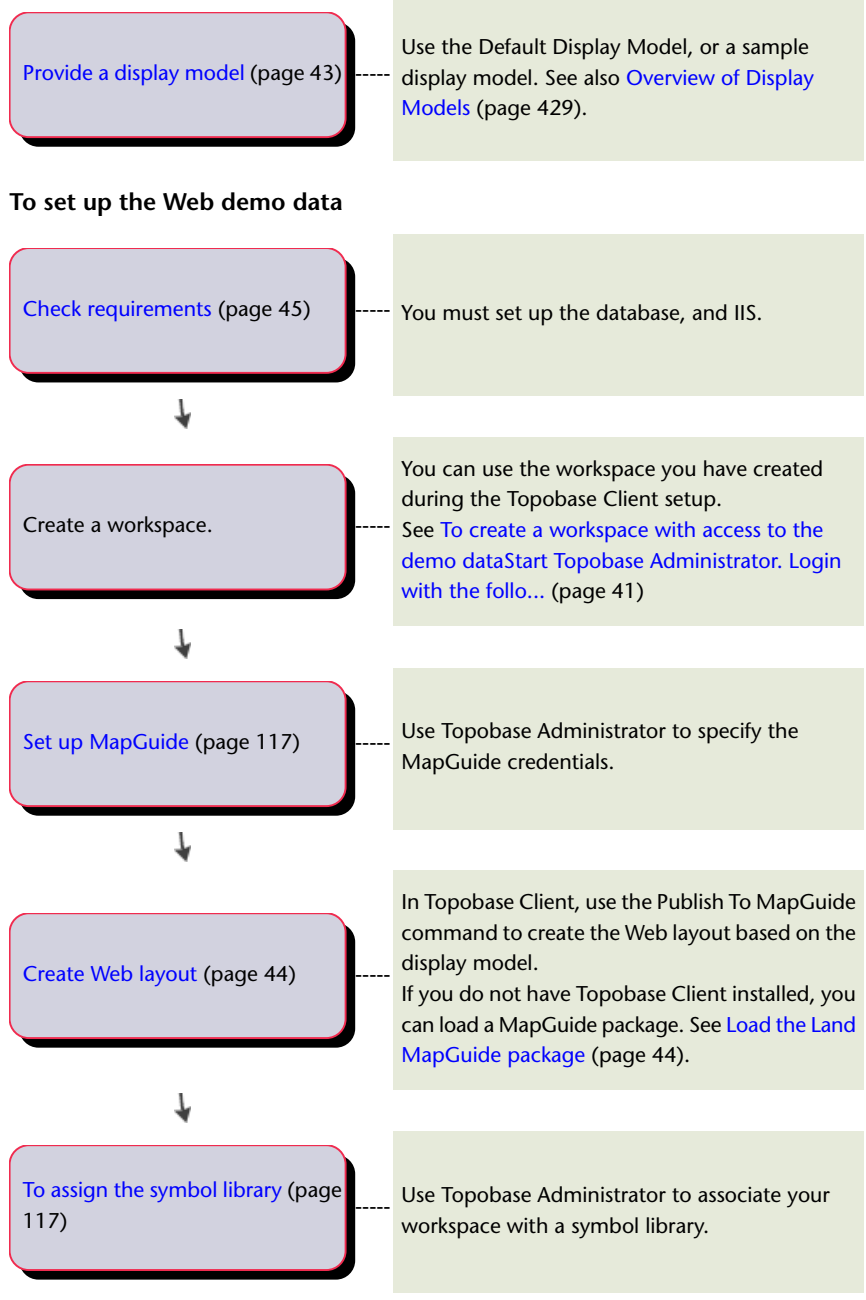 Provide a display model (page 43)
Use the Default Display Model, or a sample
display model. See also Overview of Display
Models (page 429).
To set up the Web demo data
Check requirements (page 45)
You must set up the database, and IIS.
Create a workspace.
You can use the workspace you have created
during the Topobase Client setup.
See To create a workspace with access to the
demo dataStart Topobase Administrator. Login
with the follo... (page 41)
Set up MapGuide (page 117)
Use Topobase Administrator to specify the
MapGuide credentials.
Create Web layout (page 44)
In Topobase Client, use the Publish To MapGuide
command to create the Web layout based on the
display model.
If you do not have Topobase Client installed, you
can load a MapGuide package. See Load the Land
MapGuide package (page 44).
To assign the symbol library (page
117)
Use Topobase Administrator to associate your
workspace with a symbol library.